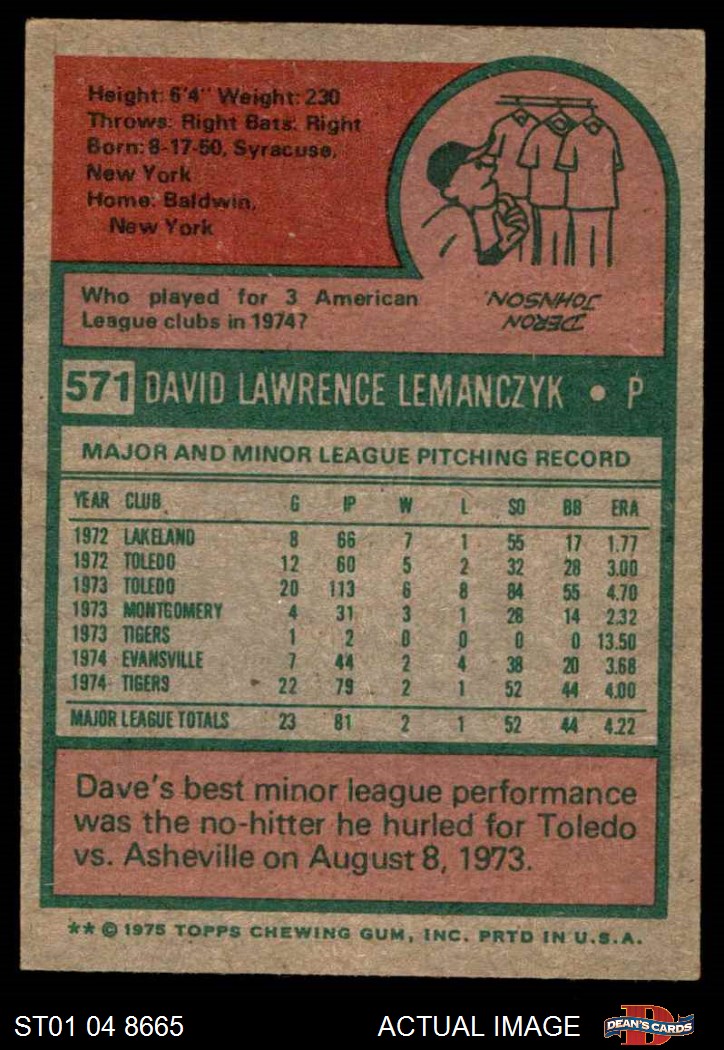 Height: 6'4" Weight: 230
Throws: Right Bats: Right
Born: 8-17-50, Syracuse,
New York
Home: Baldwin,
New York
Who played for 3 American
League clubs in 1974?
DERON
JOHNSON.
571 DAVID LAWRENCE LEMANCZYK • P
MAJOR AND MINOR LEAGUE PITCHING RECORD
YEAR CLUB G IP W L SO BB ERA
1972 LAKELAND 8 66 7 1 55 17 1.77
1972 TOLEDO 12 60 5 2 32 28 3.00
1973 TOLEDO 20 113 6 8 84 55 4.70
1973 MONTGOMERY 4 31 3 1 28 14 2.32
1973 TIGERS 1 2 0 0 0 0 13.50
1974 EVANSVILLE 7 44 2 4 38 20 3.68
1974 TIGERS 22 79 2 1 52 44 4.00
MAJOR LEAGUE TOTALS 23 81 2 1 52 44 4.22
Dave's best minor league performance
was the no-hitter he hurled for Toledo
vs. Asheville on August 8, 1973.
** © 1975 TOPPS CHEWING GUM, INC. PRTD IN U.S.A.
ST01 04 8665 ACTUAL IMAGE DEAN'S CARDS